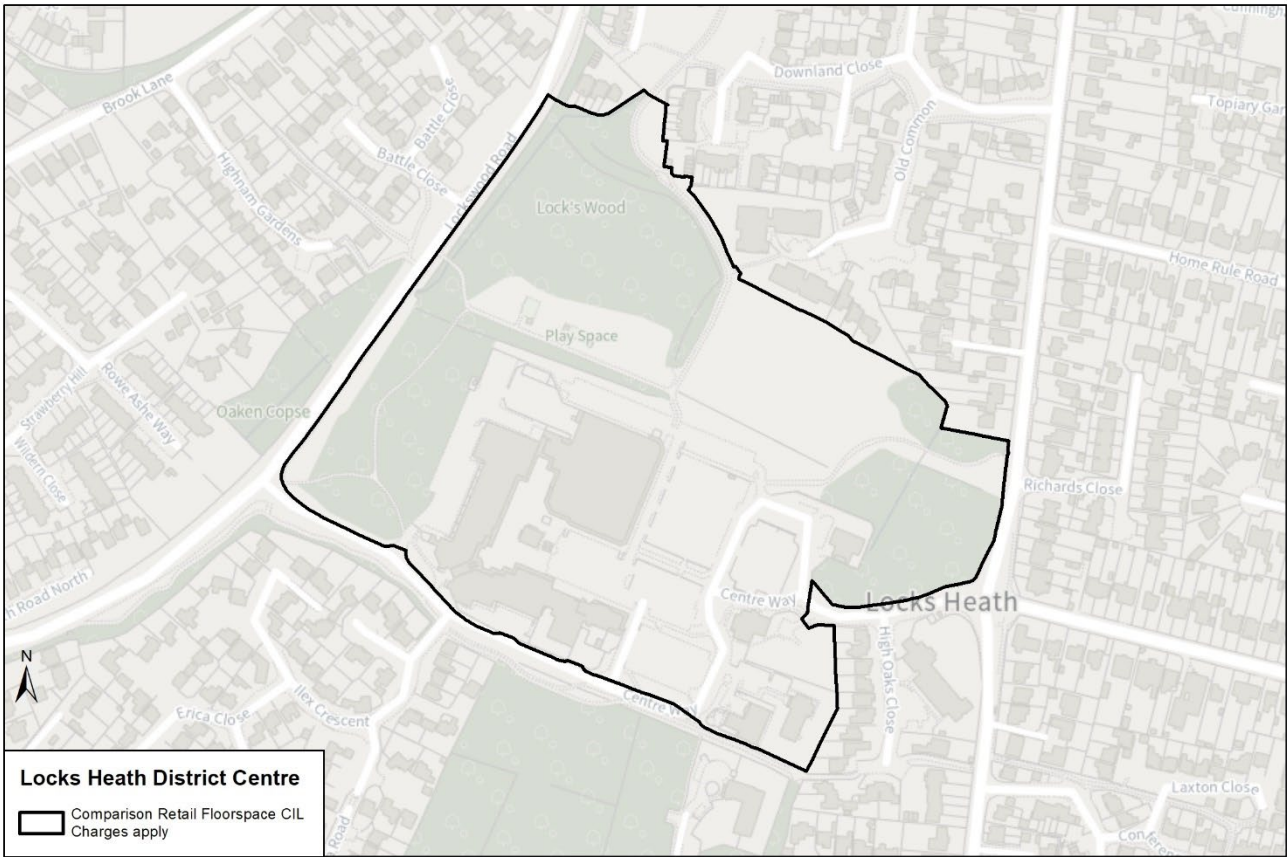 Brook Lane
Battle Close
Battle Close
Highnam Gardens
Lockswood Road
Downland Close
Old Common
Topiary Gar
Home Rule Road
Lock's Wood
Play Space
Oaken Copse
Strawberry Hill
Rowe Ashe Way
Wildern Close
Richards Close
h Road North
Centre Way
Locks Heath
High Oaks Close
N
Centre Way
Erica Close
Ilex Crescent
Road
Laxton Close
Locks Heath District Centre
Comparison Retail Floorspace CIL
Charges apply